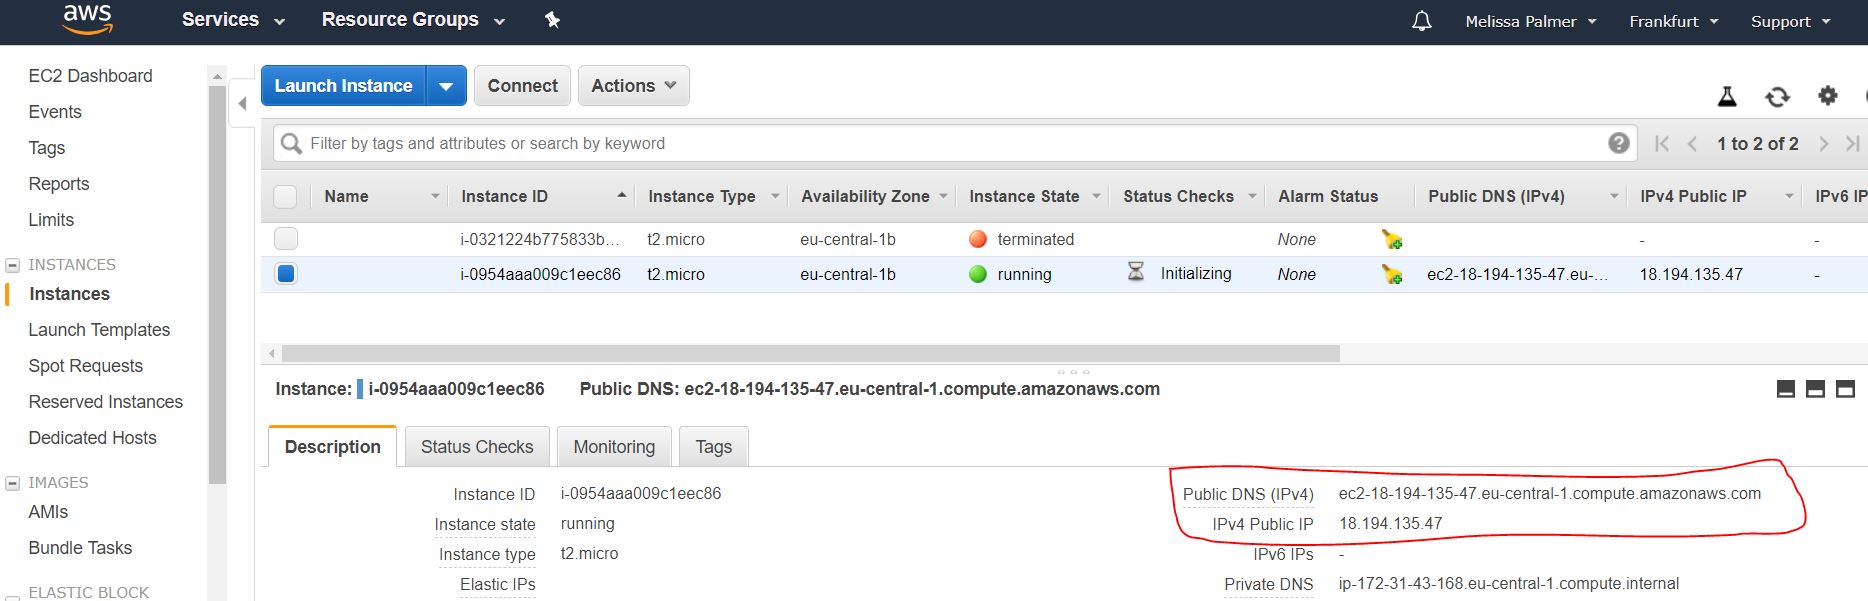 aws Services Resource Groups Melissa Palmer Frankfurt Support
EC2 Dashboard
Events
Tags
Reports
Limits
INSTANCES
Instances
Launch Templates
Spot Requests
Reserved Instances
Dedicated Hosts
IMAGES
AMIs
Bundle Tasks
ELASTIC BLOCK
Launch Instance Connect Actions
Filter by tags and attributes or search by keyword ? 1 to 2 of 2
Name Instance ID Instance Type Availability Zone Instance State Status Checks Alarm Status Public DNS (IPv4) IPv4 Public IP IPv6 IP
i-0321224b775833b... t2.micro eu-central-1b terminated None - -
i-0954aaa009c1eec86 t2.micro eu-central-1b running Initializing None ec2-18-194-135-47.eu-... 18.194.135.47 -
Instance: i-0954aaa009c1eec86 Public DNS: ec2-18-194-135-47.eu-central-1.compute.amazonaws.com
Description Status Checks Monitoring Tags
Instance ID i-0954aaa009c1eec86 Public DNS (IPv4) ec2-18-194-135-47.eu-central-1.compute.amazonaws.com
Instance state running IPv4 Public IP 18.194.135.47
Instance type t2.micro IPv6 IPs -
Elastic IPs Private DNS ip-172-31-43-168.eu-central-1.compute.internal